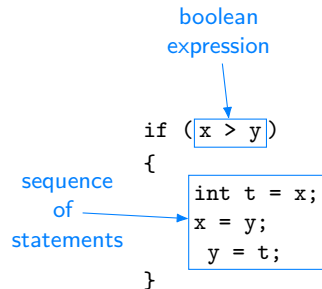 boolean
expression
if (x > y)
{
sequence
of
statements
int t = x;
x = y;
y = t;
}